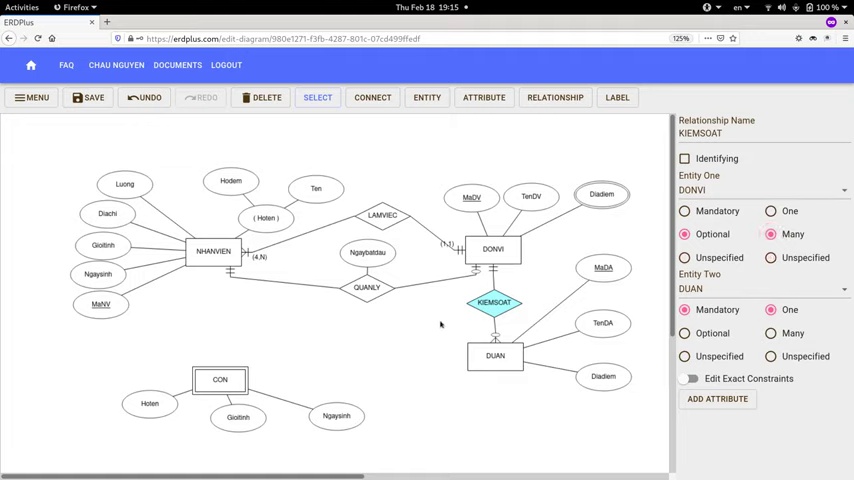 Activities Firefox Thu Feb 18 19:15 en 100 %
ERDPlus
https://erdplus.com/edit-diagram/980e1271-f3fb-4287-801c-07cd499ffedf 125%
FAQ CHAU NGUYEN DOCUMENTS LOGOUT
MENU SAVE UNDO REDO DELETE SELECT CONNECT ENTITY ATTRIBUTE RELATIONSHIP LABEL
Relationship Name
KIEMSOAT
Identifying
Entity One
DONVI
Mandatory One
Optional Many
Unspecified Unspecified
Entity Two
DUAN
Mandatory One
Optional Many
Unspecified Unspecified
Edit Exact Constraints
ADD ATTRIBUTE
Luong
Hodem
Ten
Diachi
( Hoten )
Gioitinh
NHANVIEN
(4,N)
Ngaysinh
MaNV
LAMVIEC
Ngaybatdau
QUANLY
MaDV
TenDV
Diadiem
(1,1)
DONVI
KIEMSOAT
MaDA
TenDA
DUAN
Diadiem
CON
Hoten
Gioitinh
Ngaysinh